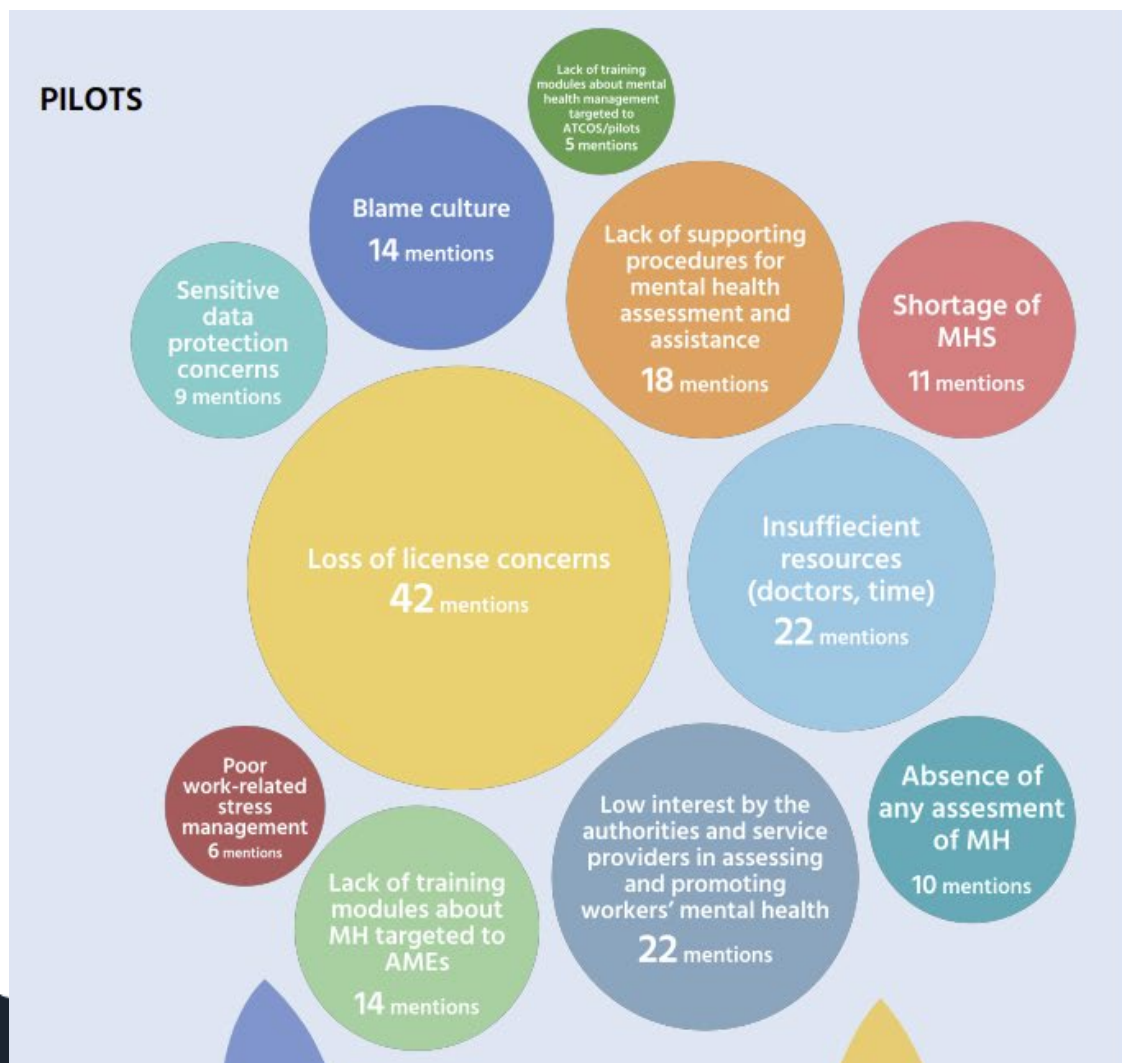 PILOTS
Lack of training
modules about mental
health management
targeted to
ATCOS/pilots
5 mentions
Blame culture
14 mentions
Lack of supporting
procedures for
mental health
assessment and
assistance
18 mentions
Shortage of
MHS
11 mentions
Sensitive
data
protection
concerns
9 mentions
Loss of license concerns
42 mentions
Insuffiecient
resources
(doctors, time)
22 mentions
Poor
work-related
stress
management
6 mentions
Lack of training
modules about
MH targeted to
AMEs
14 mentions
Low interest by the
authorities and service
providers in assessing
and promoting
workers’ mental health
22 mentions
Absence of
any assesment
of MH
10 mentions